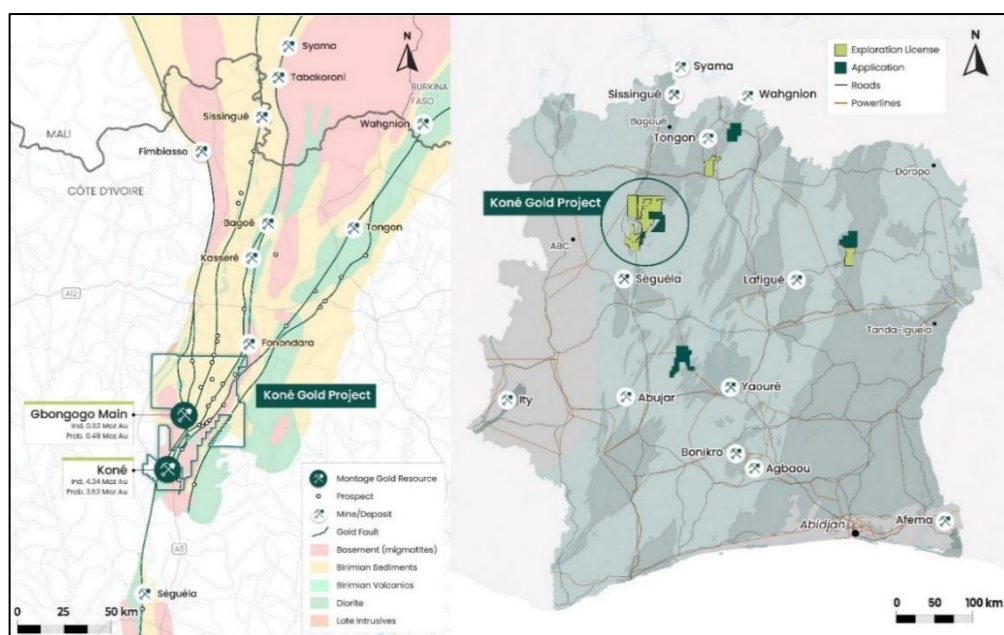 Syama
Tabakoroni
N
BURKINA
FASO
Sissingué
Wahgnion
MALI
Fimbiasso
CÔTE D'IVOIRE
Bagoé
Tongon
Kasseré
A12
Fonondara
Koné Gold Project
Gbongogo Main
Ind. 0.52 Moz Au
Prob. 0.49 Moz Au
Koné
Ind. 4.34 Moz Au
Prob. 3.52 Moz Au
Montage Gold Resource
Prospect
Mine/Deposit
Gold Fault
Basement (migmatites)
Birimian Sediments
Birimian Volcanics
Diorite
Late Intrusives
A5
Séguéla
0 25 50 km
N
Exploration License
Application
Roads
Powerlines
Syama
Sissingué
Wahgnion
Bagoué
Tongon
Doropo
Koné Gold Project
ABC
Séguéla
Lafigué
Tanda-Iguela
Ity
Abujar
Yaouré
Bonikro
Agbaou
Abidjan
Afema
0 50 100 km